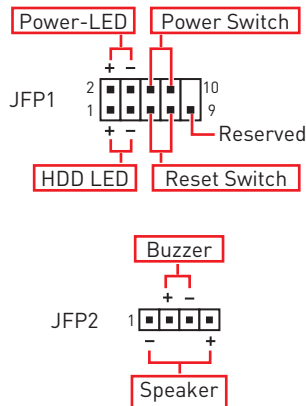 Power-LED Power Switch
+ −
2 10
JFP1
1 9
+ − Reserved
HDD LED Reset Switch
Buzzer
+ −
JFP2 1
− +
Speaker